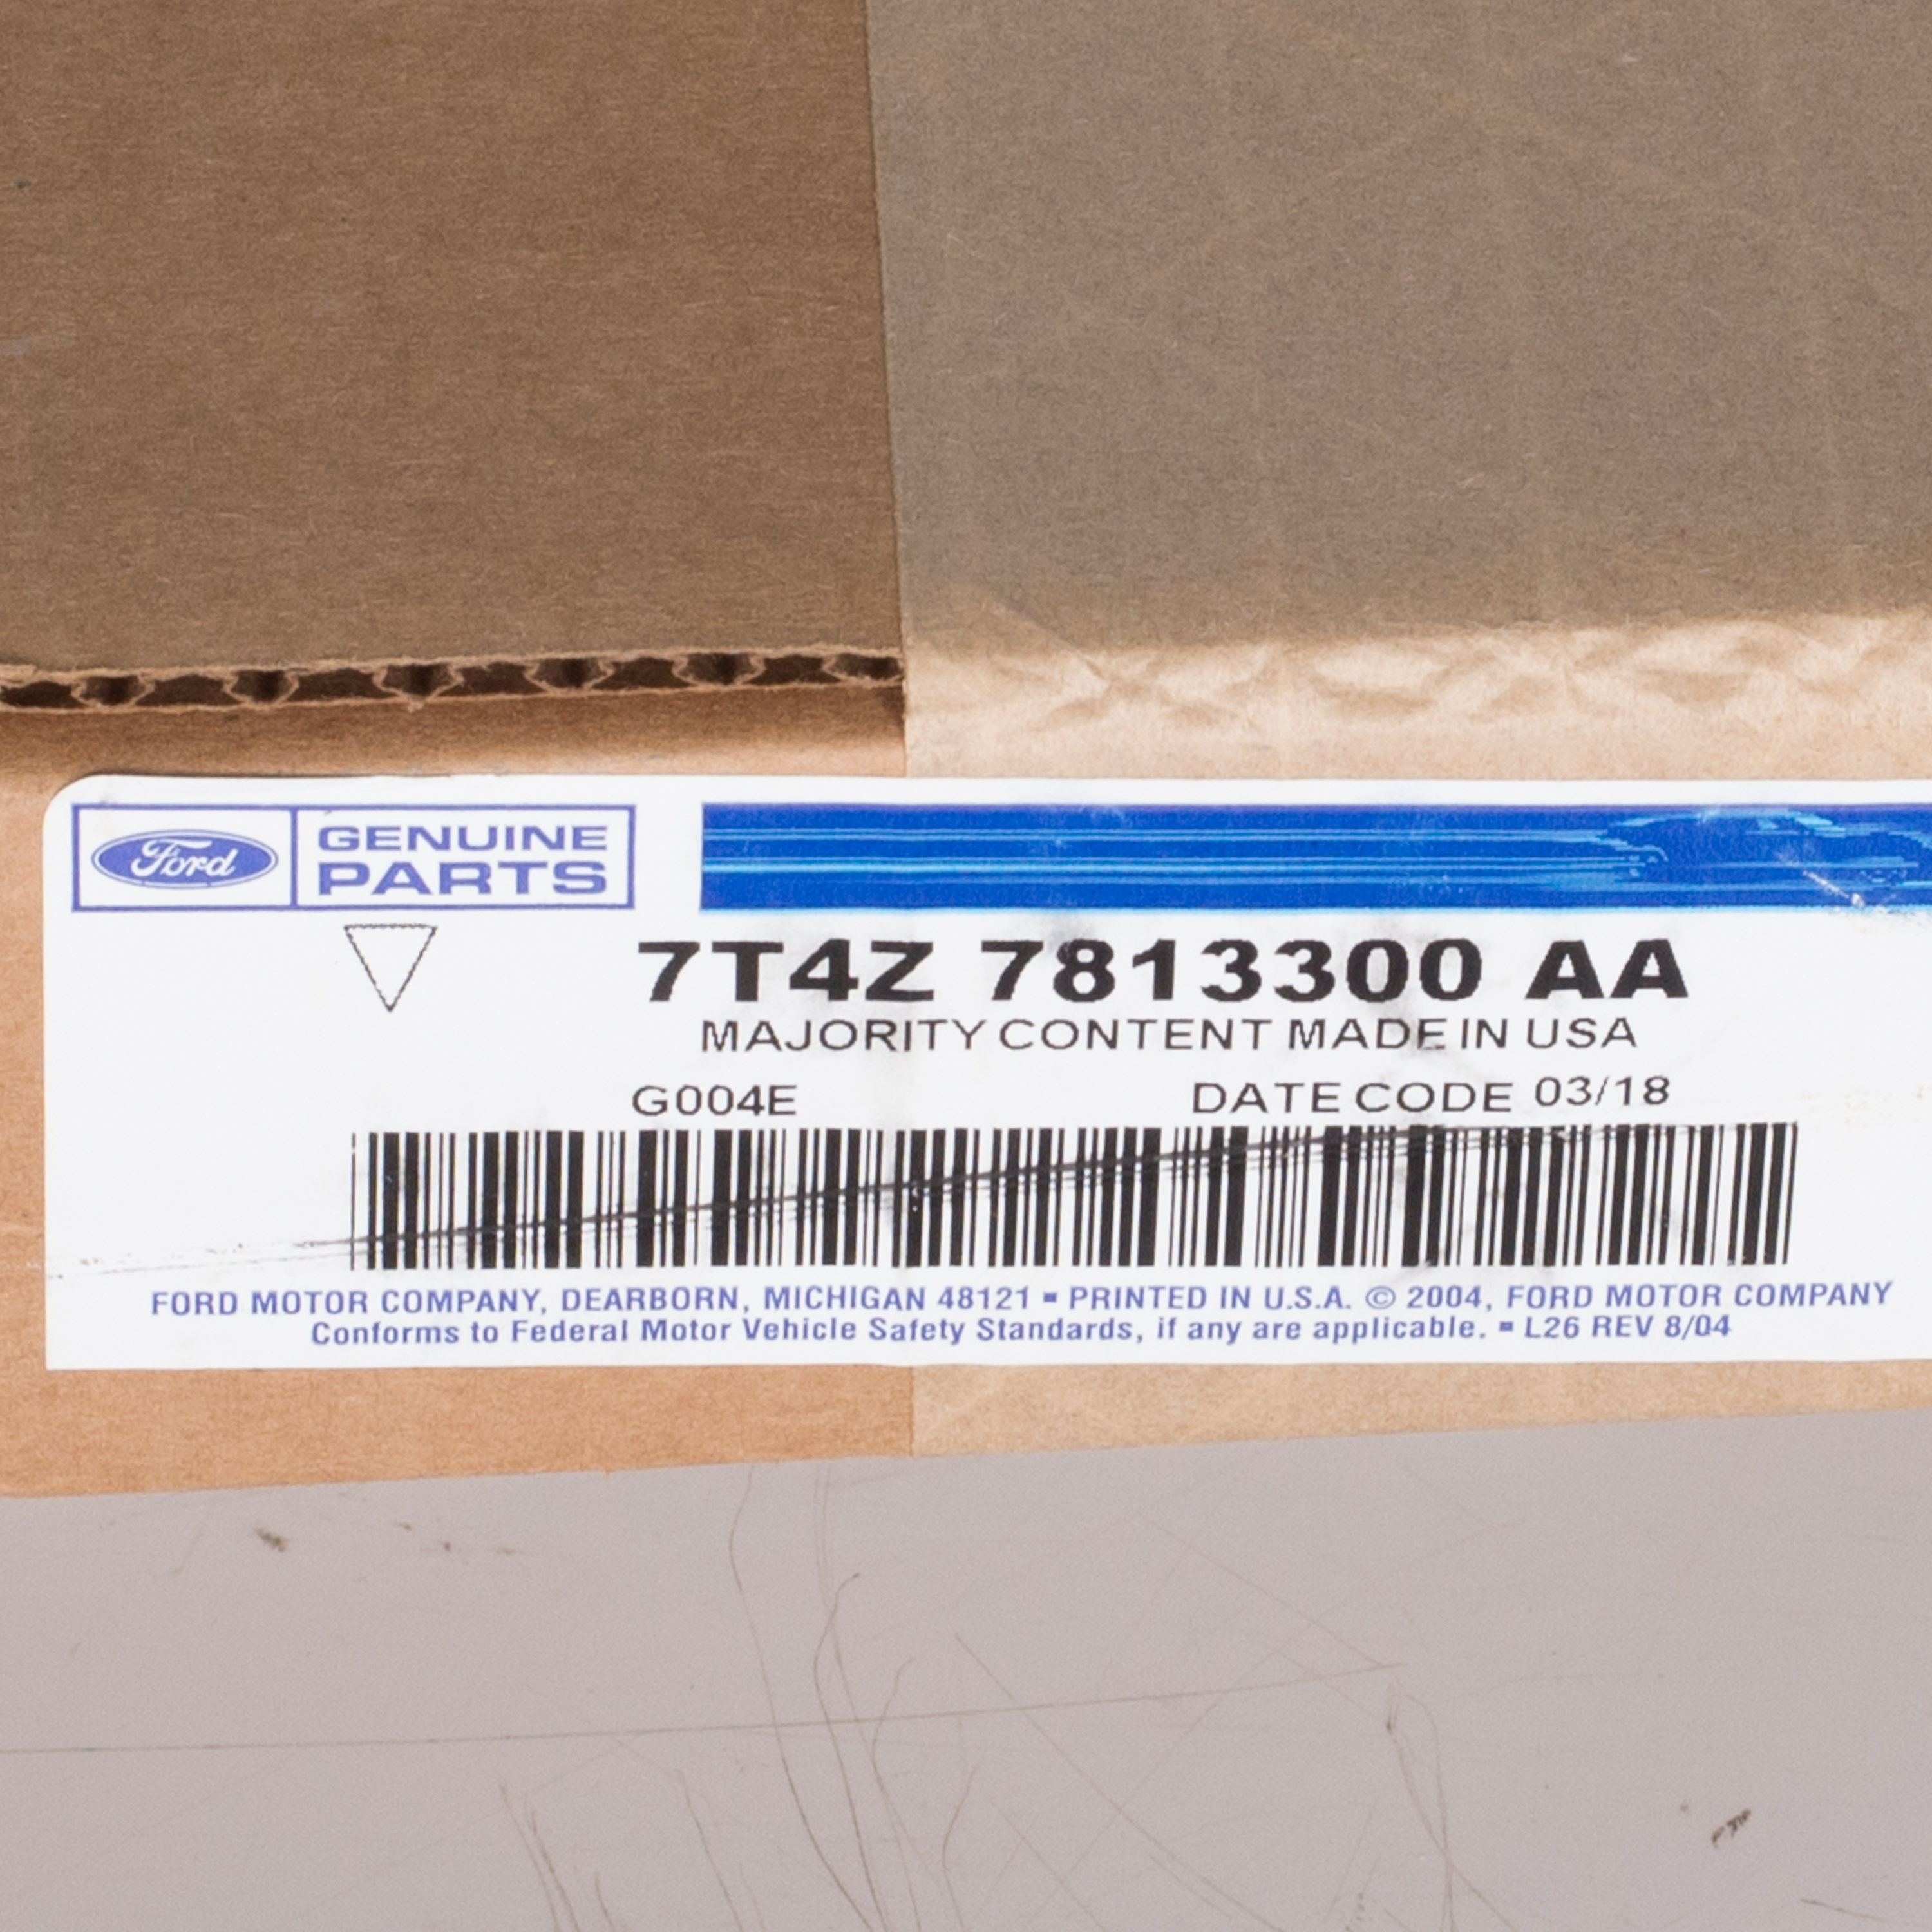 Ford GENUINE
PARTS
7T4Z 7813300 AA
MAJORITY CONTENT MADE IN USA
G004E DATE CODE 03/18
FORD MOTOR COMPANY, DEARBORN, MICHIGAN 48121 ▪ PRINTED IN U.S.A. © 2004, FORD MOTOR COMPANY
Conforms to Federal Motor Vehicle Safety Standards, if any are applicable. ▪ L26 REV 8/04